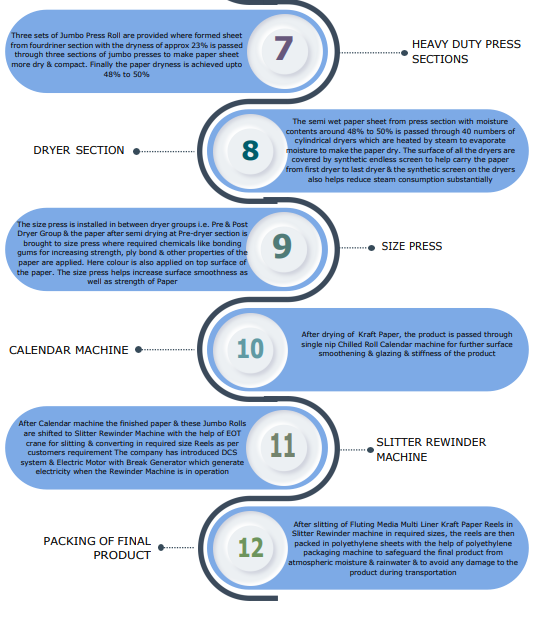 Three sets of Jumbo Press Roll are provided where formed sheet
from fourdriner section with the dryness of approx 23% is passed
through three sections of jumbo presses to make paper sheet
more dry & compact. Finally the paper dryness is achieved upto
48% to 50%
7
HEAVY DUTY PRESS
SECTIONS
DRYER SECTION
8
The semi wet paper sheet from press section with moisture
contents around 48% to 50% is passed through 40 numbers of
cylindrical dryers which are heated by steam to evaporate
moisture to make the paper dry. The surface of all the dryers are
covered by synthetic endless screen to help carry the paper
from first dryer to last dryer & the synthetic screen on the dryers
also helps reduce steam consumption substantially
The size press is installed in between dryer groups i.e. Pre & Post
Dryer Group & the paper after semi drying at Pre-dryer section is
brought to size press where required chemicals like bonding
gums for increasing strength, ply bond & other properties of the
paper are applied. Here colour is also applied on top surface of
the paper. The size press helps increase surface smoothness as
well as strength of Paper
9
SIZE PRESS
CALENDAR MACHINE
10
After drying of Kraft Paper, the product is passed through
single nip Chilled Roll Calendar machine for further surface
smoothening & glazing & stiffness of the product
After Calendar machine the finished paper & these Jumbo Rolls
are shifted to Slitter Rewinder Machine with the help of EOT
crane for slitting & converting in required size Reels as per
customers requirement The company has introduced DCS
system & Electric Motor with Break Generator which generate
electricity when the Rewinder Machine is in operation
11
SLITTER REWINDER
MACHINE
PACKING OF FINAL
PRODUCT
12
After slitting of Fluting Media Multi Liner Kraft Paper Reels in
Slitter Rewinder machine in required sizes, the reels are then
packed in polyethylene sheets with the help of polyethylene
packaging machine to safeguard the final product from
atmospheric moisture & rainwater & to avoid any damage to the
product during transportation